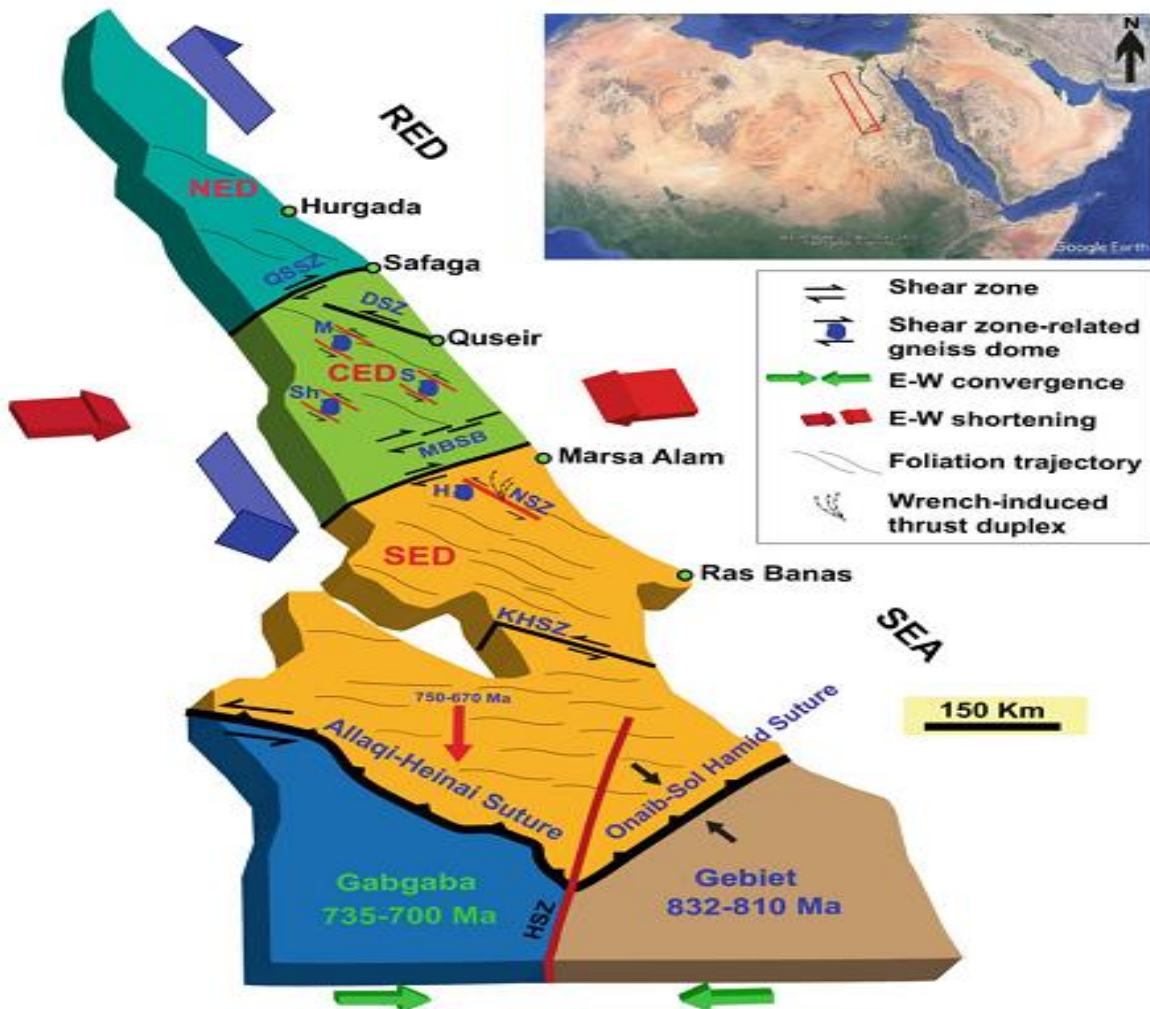 N
RED
NED
Hurgada
QSSZ
Safaga
DSZ
Quseir
M
CED
S
Sh
MBSB
Marsa Alam
H
NSZ
SED
Ras Banas
KHSZ
SEA
750-670 Ma
150 Km
Allaqi-Heinai Suture
Onaib-Sol Hamid Suture
Gabgaba
735-700 Ma
HSZ
Gebiet
832-810 Ma
Google Earth
Shear zone
Shear zone-related
gneiss dome
E-W convergence
E-W shortening
Foliation trajectory
Wrench-induced
thrust duplex